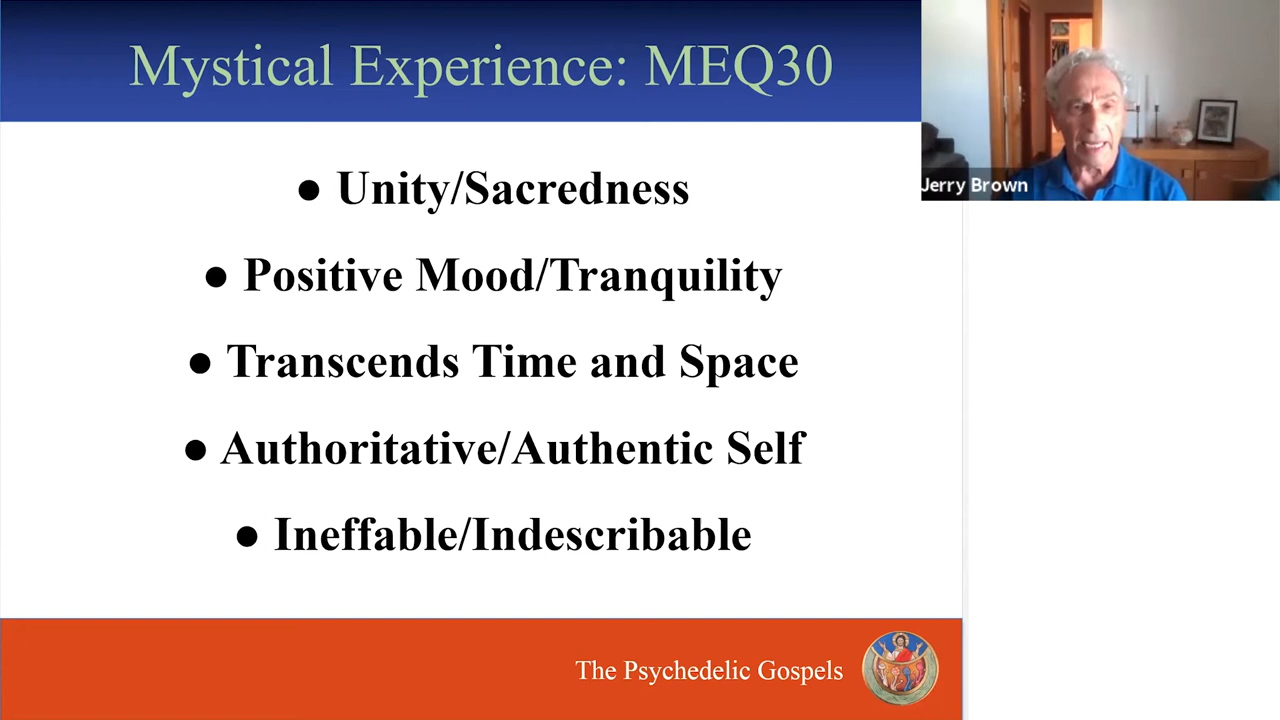 Mystical Experience: MEQ30
● Unity/Sacredness
● Positive Mood/Tranquility
● Transcends Time and Space
● Authoritative/Authentic Self
● Ineffable/Indescribable
The Psychedelic Gospels
Jerry Brown